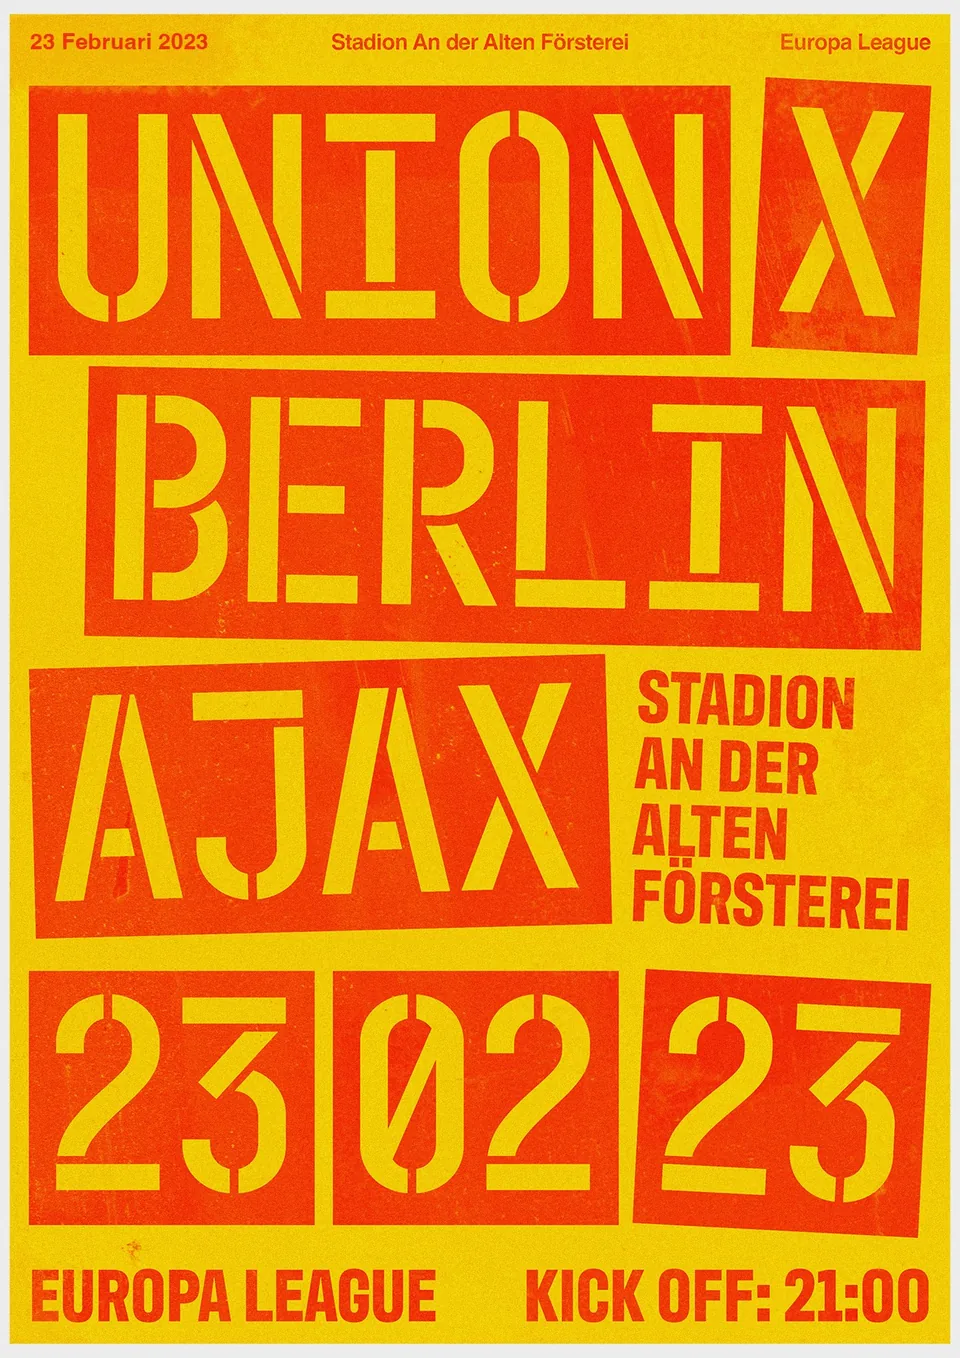 23 Februari 2023 Stadion An der Alten Försterei Europa League
UNION X
BERLIN
AJAX
STADION
AN DER
ALTEN
FÖRSTEREI
23 02 23
EUROPA LEAGUE KICK OFF: 21:00